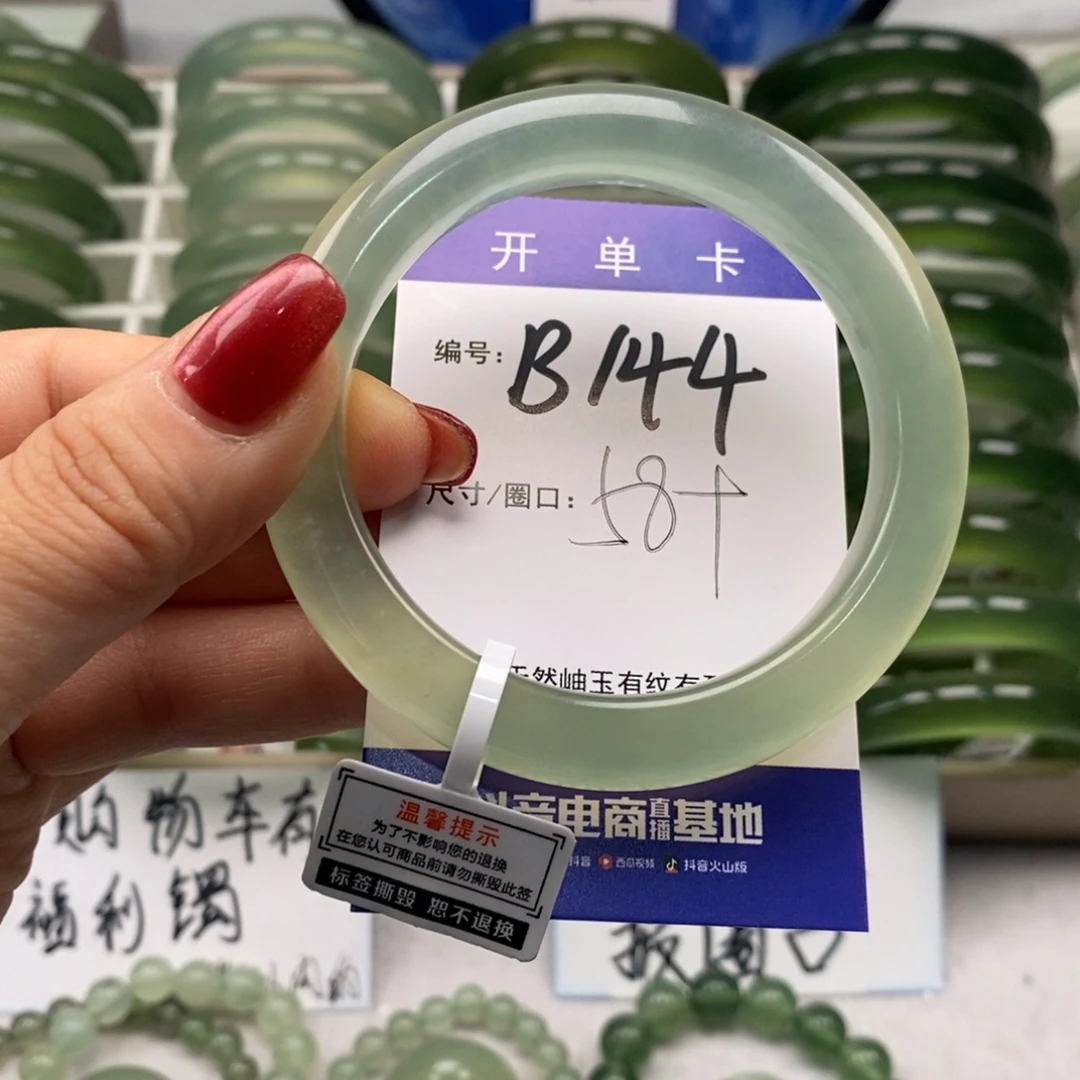 开单卡
编号：B144
尺寸/圈口：58+
天然岫玉有纹有
抖音电商直播基地
抖音 西瓜视频 抖音火山版
温馨提示
为了不影响您的退换
在您认可商品前请勿撕毁此签
标签撕毁 恕不退换
购物车有
福利镯
报圈口